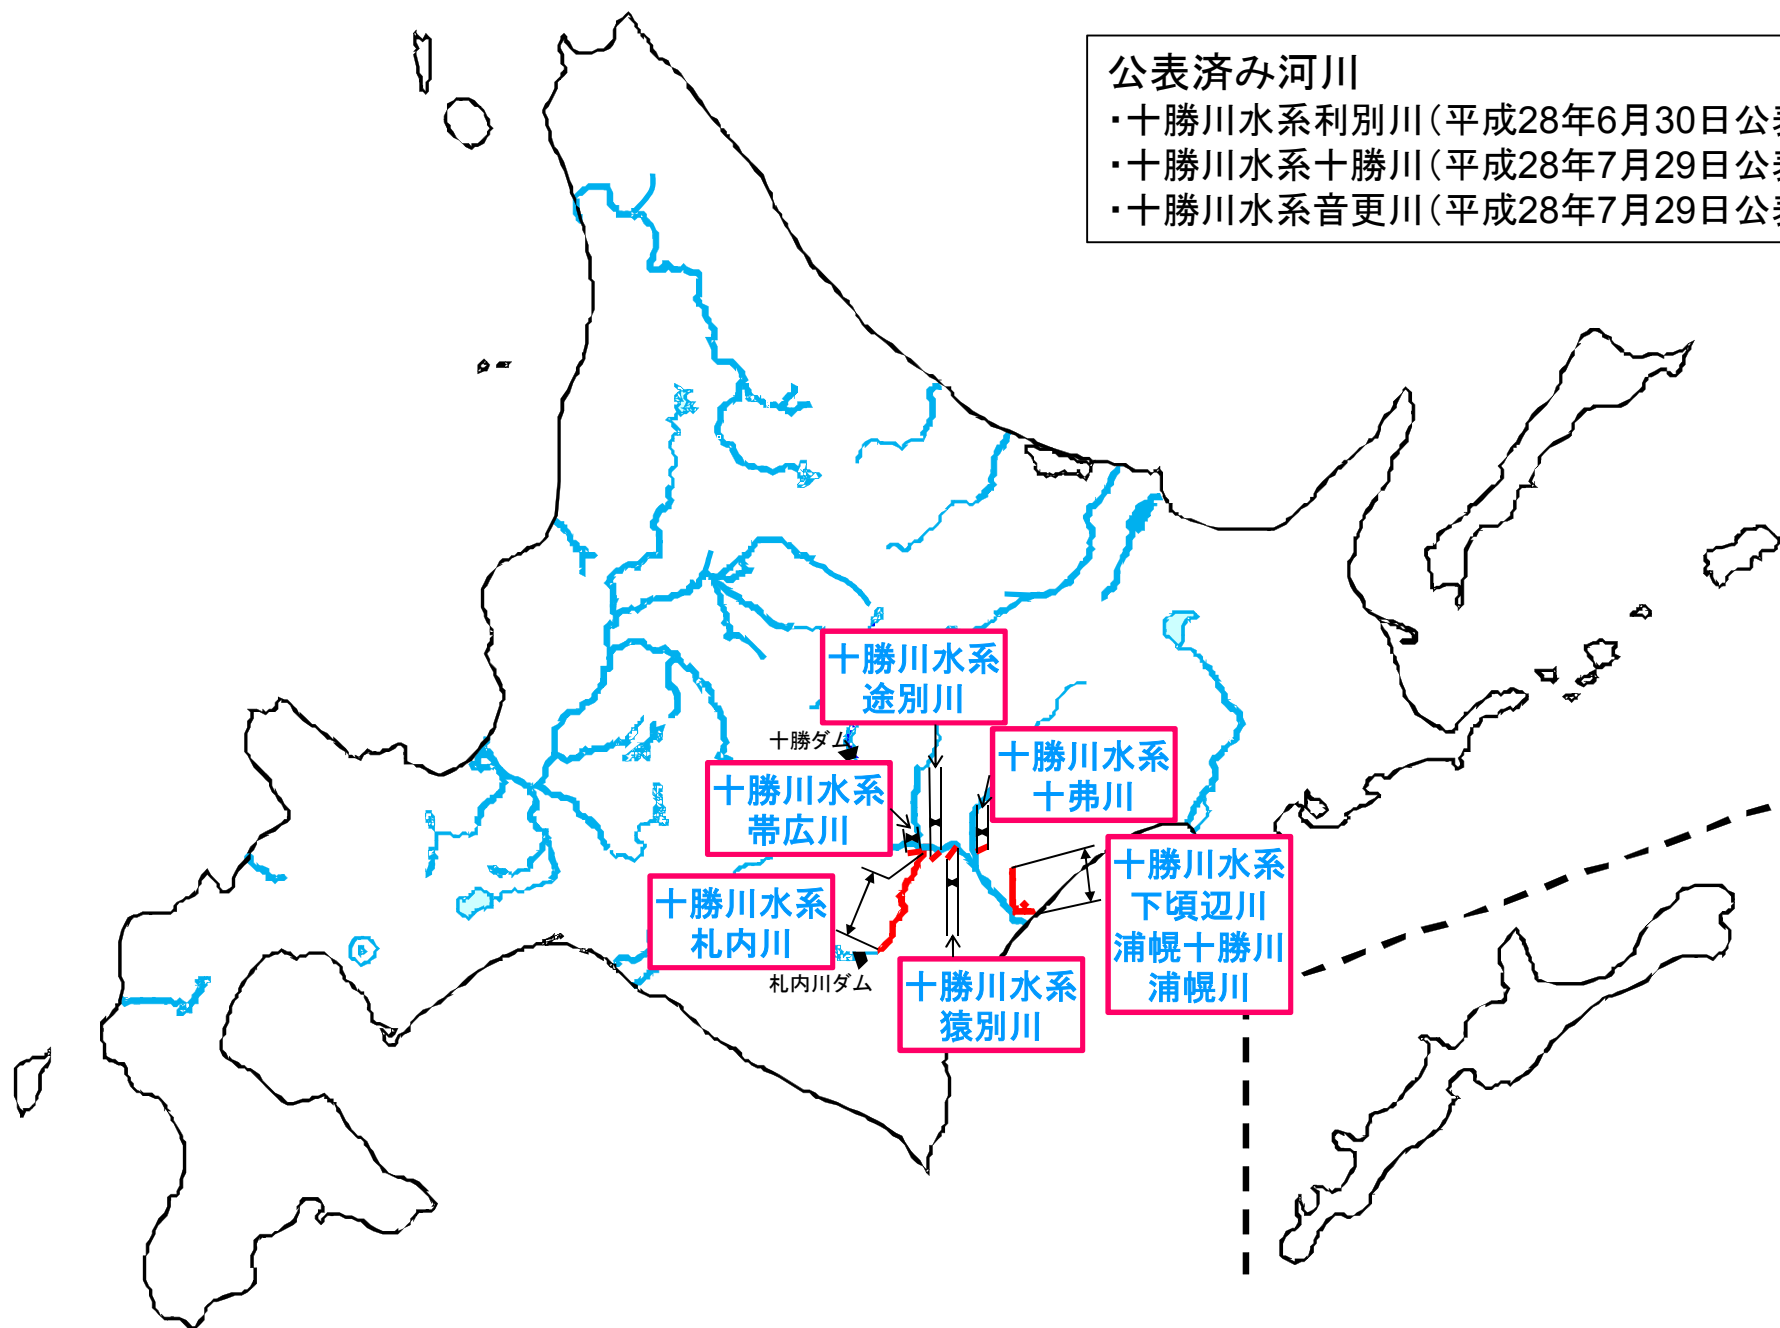 公表済み河川
・十勝川水系利別川（平成28年6月30日公表
・十勝川水系十勝川（平成28年7月29日公表
・十勝川水系音更川（平成28年7月29日公表
十勝川水系
途別川
十勝ダム
十勝川水系
十弗川
十勝川水系
帯広川
十勝川水系
下頃辺川
浦幌十勝川
浦幌川
十勝川水系
札内川
札内川ダム
十勝川水系
猿別川